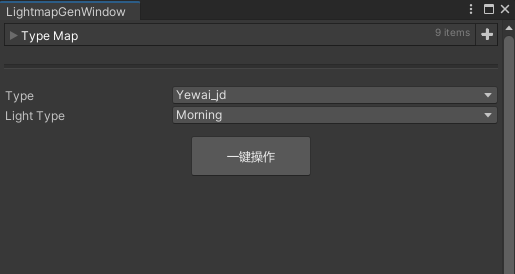 LightmapGenWindow
Type Map 9 items
Type Yewai_jd
Light Type Morning
一键操作